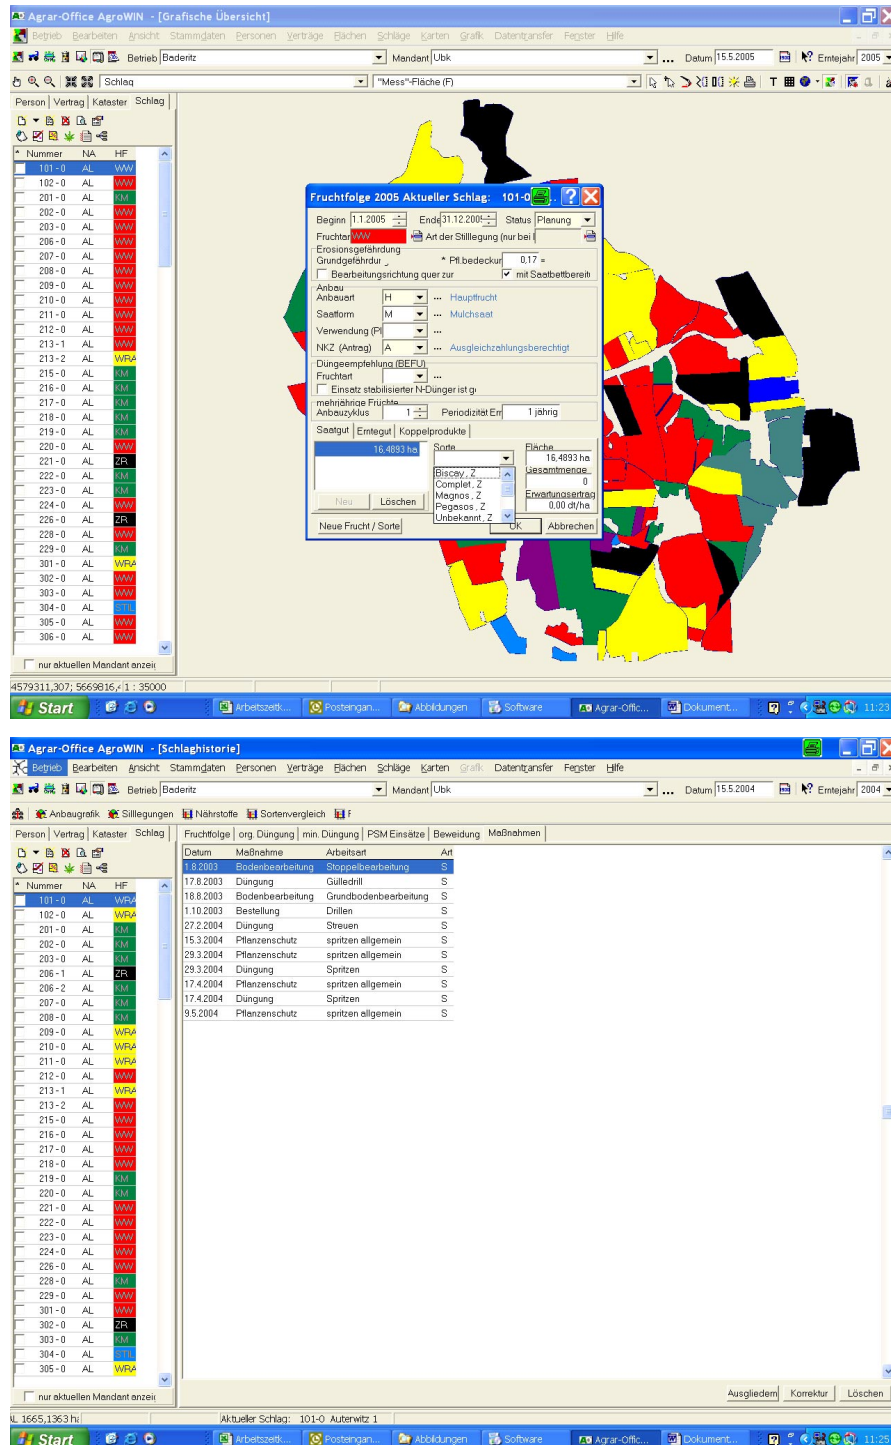 Agrar-Office AgroWIN - [Grafische Übersicht]
Betrieb Bearbeiten Ansicht Stammdaten Personen Verträge Flächen Schläge Karten Grafik Datentransfer Fenster Hilfe
Betrieb Baderitz Mandant Ubk ... Datum 15.5.2005 Erntejahr 2005
Schlag "Mess"-Fläche (F) T
Person Vertrag Kataster Schlag
* Nummer NA HF
101 - 0 AL WW
102 - 0 AL WW
201 - 0 AL KM
202 - 0 AL WW
203 - 0 AL WW
206 - 0 AL WW
207 - 0 AL WW
208 - 0 AL WW
209 - 0 AL WW
210 - 0 AL WW
211 - 0 AL WW
212 - 0 AL WW
213 - 1 AL WW
213 - 2 AL WRA
215 - 0 AL KM
216 - 0 AL KM
217 - 0 AL KM
218 - 0 AL KM
219 - 0 AL KM
220 - 0 AL WW
221 - 0 AL ZR
222 - 0 AL KM
223 - 0 AL KM
224 - 0 AL WW
226 - 0 AL ZR
228 - 0 AL WW
229 - 0 AL KM
301 - 0 AL WRA
302 - 0 AL WW
303 - 0 AL WW
304 - 0 AL STIL
305 - 0 AL WW
306 - 0 AL WW
nur aktuellen Mandant anzeig
Fruchtfolge 2005 Aktueller Schlag: 101-0
Beginn 1.1.2005 Ende 31.12.2005 Status Planung
Fruchtar WW Art der Stilllegung (nur bei
Erosionsgefährdung
Grundgefährdur * Pfl.bedeckur 0,17 =
Bearbeitungsrichtung quer zur mit Saatbettbereitu
Anbau
Anbauart H ... Hauptfrucht
Saatform M ... Mulchsaat
Verwendung (Pl ...
NKZ (Antrag) A ... Ausgleichzahlungsberechtigt
Düngeempfehlung (BEFU)
Fruchtart ...
Einsatz stabilisierter N-Dünger ist g
mehrjährige Früchte
Anbauzyklus 1 Periodizität Err 1 jährig
Saatgut Erntegut Koppelprodukte
16,4893 ha Sorte Fläche
16,4893 ha
Biscay, Z Gesamtmenge
Complet, Z 0
Magnos, Z Erwartungsertrag
Pegasos, Z 0,00 dt/ha
Unbekannt, Z
Neu Löschen
Neue Frucht / Sorte OK Abbrechen
4579311,307; 5669816, 1 : 35000
Start Arbeitszeitk... Posteingan... Abbildungen Software Agrar-Offic... Dokument... 11:23
Agrar-Office AgroWIN - [Schlaghistorie]
Betrieb Bearbeiten Ansicht Stammdaten Personen Verträge Flächen Schläge Karten Grafik Datentransfer Fenster Hilfe
Betrieb Baderitz Mandant Ubk ... Datum 15.5.2004 Erntejahr 2004
Anbaugrafik Stilllegungen Nährstoffe Sortenvergleich F
Person Vertrag Kataster Schlag
* Nummer NA HF
101 - 0 AL WRA
102 - 0 AL WRA
201 - 0 AL KM
202 - 0 AL KM
203 - 0 AL KM
206 - 1 AL ZR
206 - 2 AL KM
207 - 0 AL KM
208 - 0 AL KM
209 - 0 AL WRA
210 - 0 AL WRA
211 - 0 AL WRA
212 - 0 AL WW
213 - 1 AL WRA
213 - 2 AL WW
215 - 0 AL WW
216 - 0 AL WW
217 - 0 AL WW
218 - 0 AL WW
219 - 0 AL KM
220 - 0 AL KM
221 - 0 AL WW
222 - 0 AL WW
223 - 0 AL WW
224 - 0 AL WW
226 - 0 AL WW
228 - 0 AL KM
229 - 0 AL WW
301 - 0 AL WW
302 - 0 AL ZR
303 - 0 AL KM
304 - 0 AL STIL
305 - 0 AL WRA
nur aktuellen Mandant anzeig
Fruchtfolge org. Düngung min. Düngung PSM Einsätze Beweidung Maßnahmen
Datum Maßnahme Arbeitsart Art
1.8.2003 Bodenbearbeitung Stoppelbearbeitung S
17.8.2003 Düngung Gülledrill S
18.8.2003 Bodenbearbeitung Grundbodenbearbeitung S
1.10.2003 Bestellung Drillen S
27.2.2004 Düngung Streuen S
15.3.2004 Pflanzenschutz spritzen allgemein S
29.3.2004 Pflanzenschutz spritzen allgemein S
29.3.2004 Düngung Spritzen S
17.4.2004 Pflanzenschutz spritzen allgemein S
17.4.2004 Düngung Spritzen S
9.5.2004 Pflanzenschutz spritzen allgemein S
Ausgliedern Korrektur Löschen
AL 1665,1363 ha Aktueller Schlag: 101-0 Auterwitz 1
Start Arbeitszeitk... Posteingan... Abbildungen Software Agrar-Offic... Dokument... 11:25